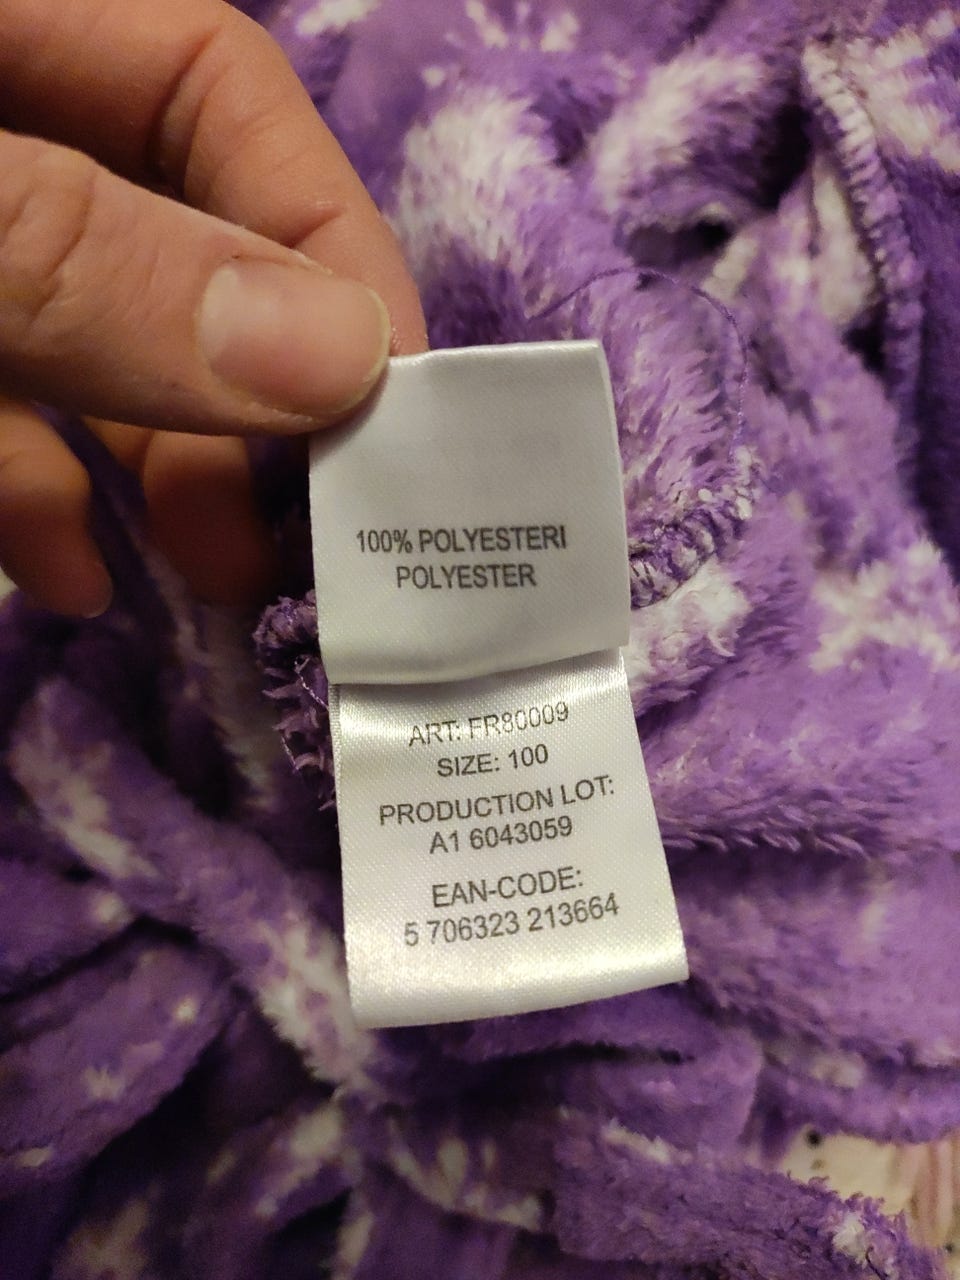 100% POLYESTERI
POLYESTER
ART: FR80009
SIZE: 100
PRODUCTION LOT:
A1 6043059
EAN-CODE:
5 706323 213664